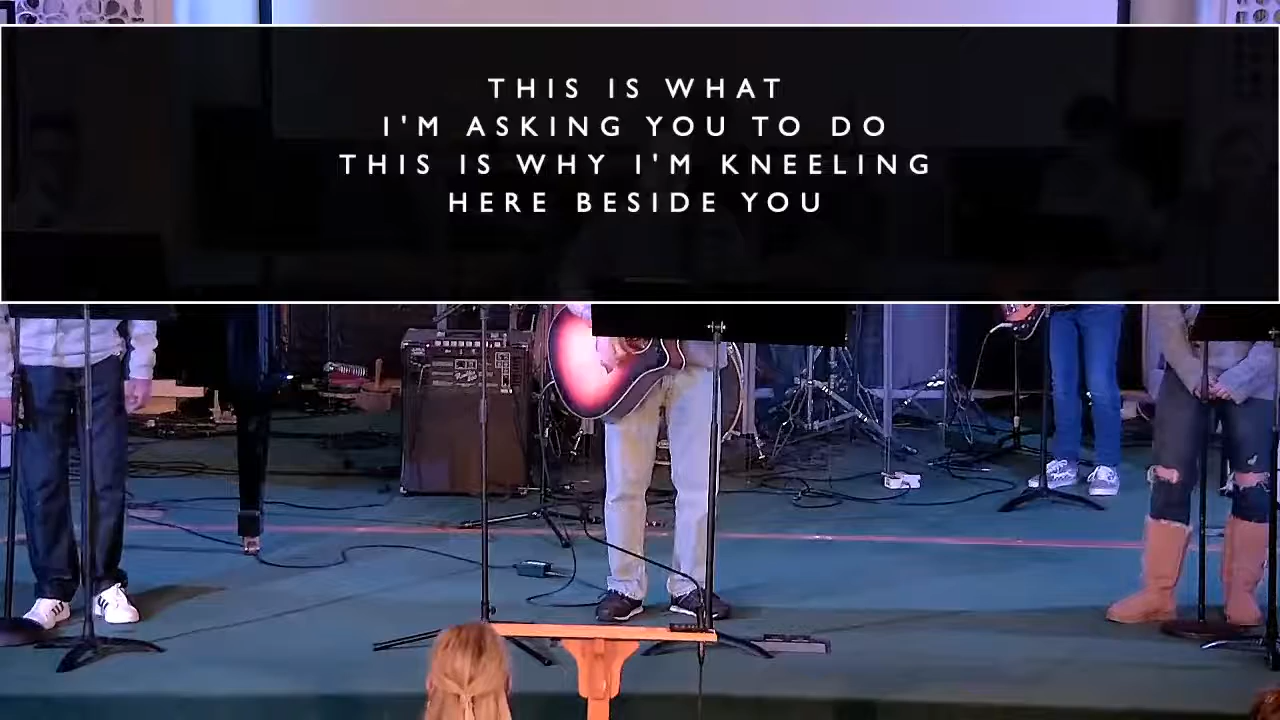 THIS IS WHAT
I'M ASKING YOU TO DO
THIS IS WHY I'M KNEELING
HERE BESIDE YOU